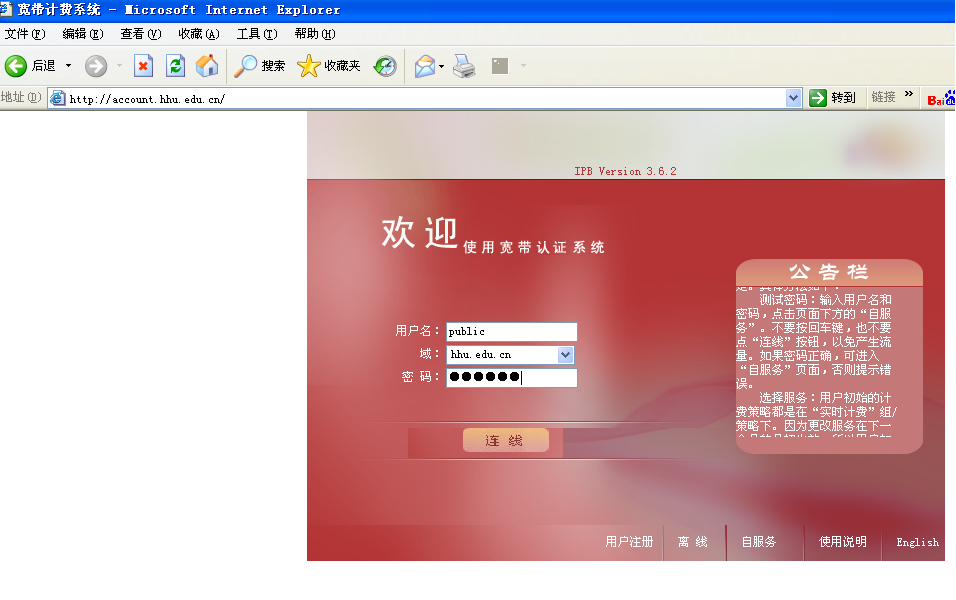 宽带计费系统 - Microsoft Internet Explorer
文件(F) 编辑(E) 查看(V) 收藏(A) 工具(T) 帮助(H)
后退 搜索 收藏夹
地址(D) http://account.hhu.edu.cn/ 转到 链接 » Bai du
IPB Version 3.6.2
欢迎 使用宽带认证系统
公告栏
测试密码：输入用户名和
密码，点击页面下方的“自服
务”。不要按回车键，也不要
点“连线”按钮，以免产生流
量。如果密码正确，可进入
“自服务”页面，否则提示错
误。
选择服务：用户初始的计
费策略都是在“实时计费”组/
策略下。因为更改服务在下一
用户名： public
域： hhu.edu.cn
密 码： ●●●●●●
连 线
用户注册 离 线 自服务 使用说明 English